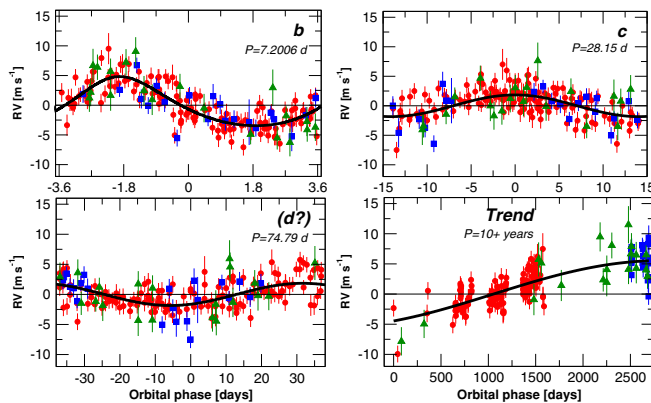 b
P=7.2006 d
RV [m s⁻¹]
15
10
5
0
-5
-10
-3.6 -1.8 0 1.8 3.6
c
P=28.15 d
RV [m s⁻¹]
15
10
5
0
-5
-10
-15 -10 -5 0 5 10 15
(d?)
P=74.79 d
RV [m s⁻¹]
15
10
5
0
-5
-10
-30 -20 -10 0 10 20 30
Orbital phase [days]
Trend
P=10+ years
RV [m s⁻¹]
15
10
5
0
-5
-10
0 500 1000 1500 2000 2500
Orbital phase [days]